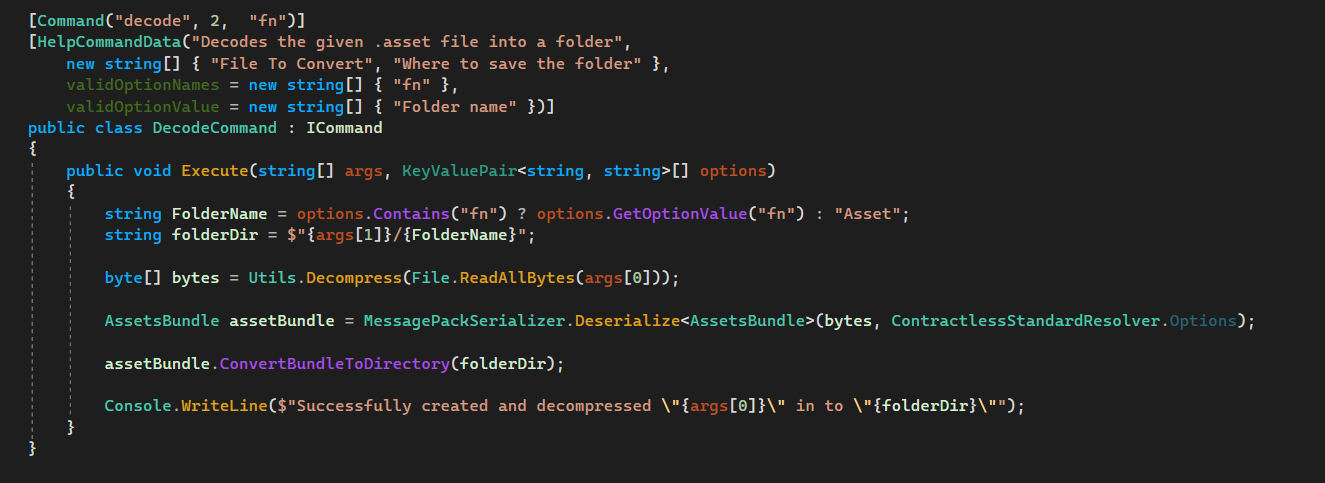 [Command("decode", 2,  "fn")]
[HelpCommandData("Decodes the given .asset file into a folder",
    new string[] { "File To Convert", "Where to save the folder" },
    validOptionNames = new string[] { "fn" },
    validOptionValue = new string[] { "Folder name" })]
public class DecodeCommand : ICommand
{
    public void Execute(string[] args, KeyValuePair<string, string>[] options)
    {
        string FolderName = options.Contains("fn") ? options.GetOptionValue("fn") : "Asset";
        string folderDir = $"{args[1]}/{FolderName}";
        byte[] bytes = Utils.Decompress(File.ReadAllBytes(args[0]));
        AssetsBundle assetBundle = MessagePackSerializer.Deserialize<AssetsBundle>(bytes, ContractlessStandardResolver.Options);
        assetBundle.ConvertBundleToDirectory(folderDir);
        Console.WriteLine($"Successfully created and decompressed \"{args[0]}\" in to \"{folderDir}\"");
    }
}